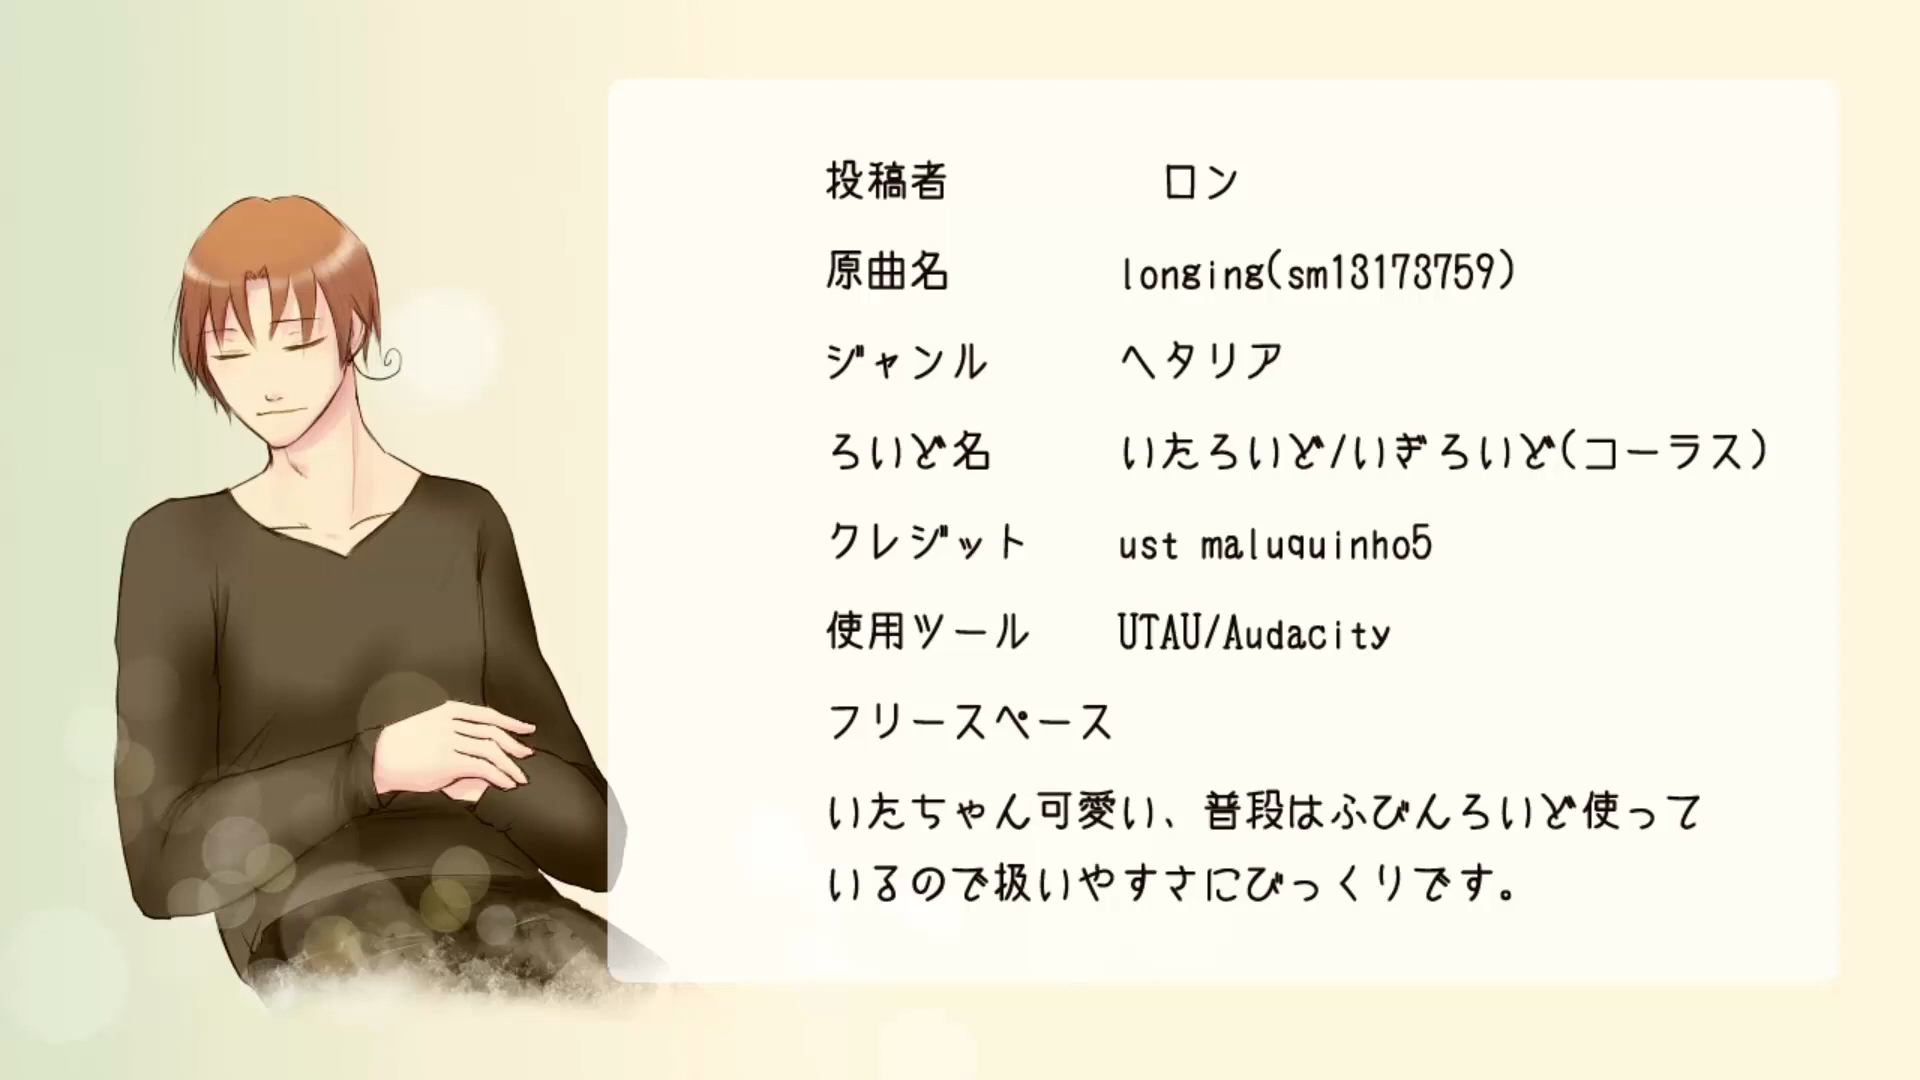 投稿者 ロン
原曲名 longing(sm13173759)
ジャンル ヘタリア
ろいど名 いたろいど/いぎろいど(コーラス)
クレジット ust maluquinho5
使用ツール UTAU/Audacity
フリースペース
いたちゃん可愛い、普段はふびんろいど使って
いるので扱いやすさにびっくりです。